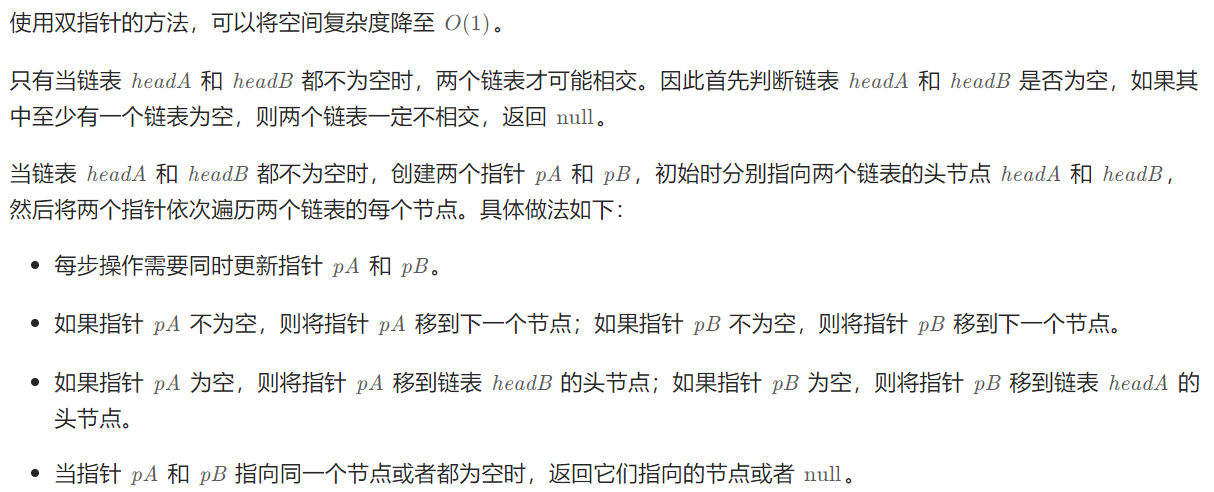 使用双指针的方法，可以将空间复杂度降至 O(1)。
只有当链表 headA 和 headB 都不为空时，两个链表才可能相交。因此首先判断链表 headA 和 headB 是否为空，如果其
中至少有一个链表为空，则两个链表一定不相交，返回 null。
当链表 headA 和 headB 都不为空时，创建两个指针 pA 和 pB，初始时分别指向两个链表的头节点 headA 和 headB，
然后将两个指针依次遍历两个链表的每个节点。具体做法如下：
• 每步操作需要同时更新指针 pA 和 pB。
• 如果指针 pA 不为空，则将指针 pA 移到下一个节点；如果指针 pB 不为空，则将指针 pB 移到下一个节点。
• 如果指针 pA 为空，则将指针 pA 移到链表 headB 的头节点；如果指针 pB 为空，则将指针 pB 移到链表 headA 的
头节点。
• 当指针 pA 和 pB 指向同一个节点或者都为空时，返回它们指向的节点或者 null。